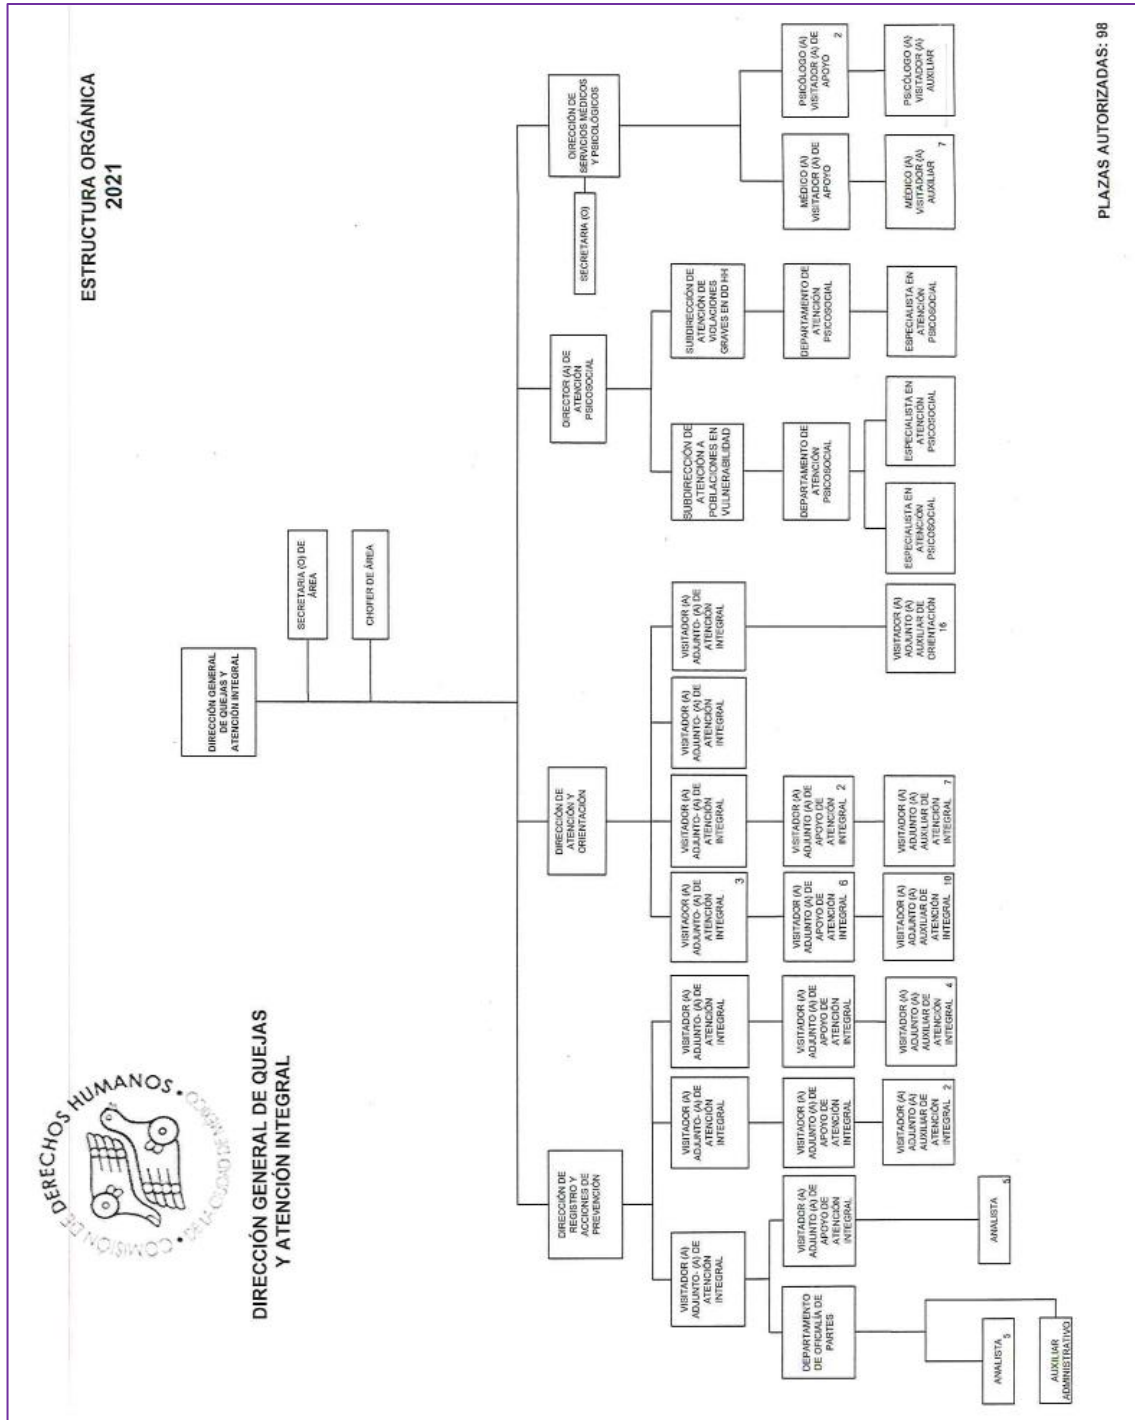 COMISIÓN DE DERECHOS HUMANOS • CIUDAD DE MÉXICO •
DIRECCIÓN GENERAL DE QUEJAS
Y ATENCIÓN INTEGRAL
ESTRUCTURA ORGÁNICA
2021
DIRECCIÓN GENERAL
DE QUEJAS Y
ATENCIÓN INTEGRAL
SECRETARIA (O) DE
ÁREA
CHOFER DE ÁREA
DIRECCIÓN DE
REGISTRO Y
ACCIONES DE
PREVENCIÓN
DIRECCIÓN DE
ATENCIÓN Y
ORIENTACIÓN
DIRECTOR (A) DE
ATENCIÓN
PSICOSOCIAL
SECRETARIA (O)
DIRECCIÓN DE
SERVICIOS MÉDICOS
Y PSICOLÓGICOS
VISITADOR (A)
ADJUNTO- (A) DE
ATENCIÓN
INTEGRAL
VISITADOR (A)
ADJUNTO- (A) DE
ATENCIÓN
INTEGRAL
VISITADOR (A)
ADJUNTO- (A) DE
ATENCIÓN
INTEGRAL
VISITADOR (A)
ADJUNTO- (A) DE
ATENCIÓN
INTEGRAL 3
VISITADOR (A)
ADJUNTO- (A) DE
ATENCIÓN
INTEGRAL
VISITADOR (A)
ADJUNTO- (A) DE
ATENCIÓN
INTEGRAL
VISITADOR (A)
ADJUNTO- (A) DE
ATENCIÓN
INTEGRAL
SUBDIRECCIÓN DE
ATENCIÓN A
POBLACIONES EN
VULNERABILIDAD
SUBDIRECCIÓN DE
ATENCIÓN DE
VIOLACIONES
GRAVES EN DD HH
DEPARTAMENTO
DE OFICIALÍA DE
PARTES
VISITADOR (A)
ADJUNTO (A) DE
APOYO DE
ATENCIÓN
INTEGRAL
VISITADOR (A)
ADJUNTO (A) DE
APOYO DE
ATENCIÓN
INTEGRAL
VISITADOR (A)
ADJUNTO (A) DE
APOYO DE
ATENCIÓN
INTEGRAL
VISITADOR (A)
ADJUNTO (A) DE
APOYO DE
ATENCIÓN
INTEGRAL 6
VISITADOR (A)
ADJUNTO (A) DE
APOYO DE
ATENCIÓN
INTEGRAL 2
DEPARTAMENTO DE
ATENCIÓN
PSICOSOCIAL
DEPARTAMENTO DE
ATENCIÓN
PSICOSOCIAL
MÉDICO (A)
VISITADOR (A) DE
APOYO
PSICÓLOGO (A)
VISITADOR (A) DE
APOYO 2
VISITADOR (A)
ADJUNTO (A)
AUXILIAR DE
ATENCIÓN
INTEGRAL 2
VISITADOR (A)
ADJUNTO (A)
AUXILIAR DE
ATENCIÓN
INTEGRAL 4
VISITADOR (A)
ADJUNTO (A)
AUXILIAR DE
ATENCIÓN
INTEGRAL 10
VISITADOR (A)
ADJUNTO (A)
AUXILIAR DE
ATENCIÓN
INTEGRAL 7
VISITADOR (A)
ADJUNTO (A)
AUXILIAR DE
ORIENTACIÓN
16
ESPECIALISTA EN
ATENCIÓN
PSICOSOCIAL
ESPECIALISTA EN
ATENCIÓN
PSICOSOCIAL
ESPECIALISTA EN
ATENCIÓN
PSICOSOCIAL
MÉDICO (A)
VISITADOR (A)
AUXILIAR 7
PSICÓLOGO (A)
VISITADOR (A)
AUXILIAR
ANALISTA 5
ANALISTA 5
AUXILIAR
ADMINISTRATIVO
PLAZAS AUTORIZADAS: 98